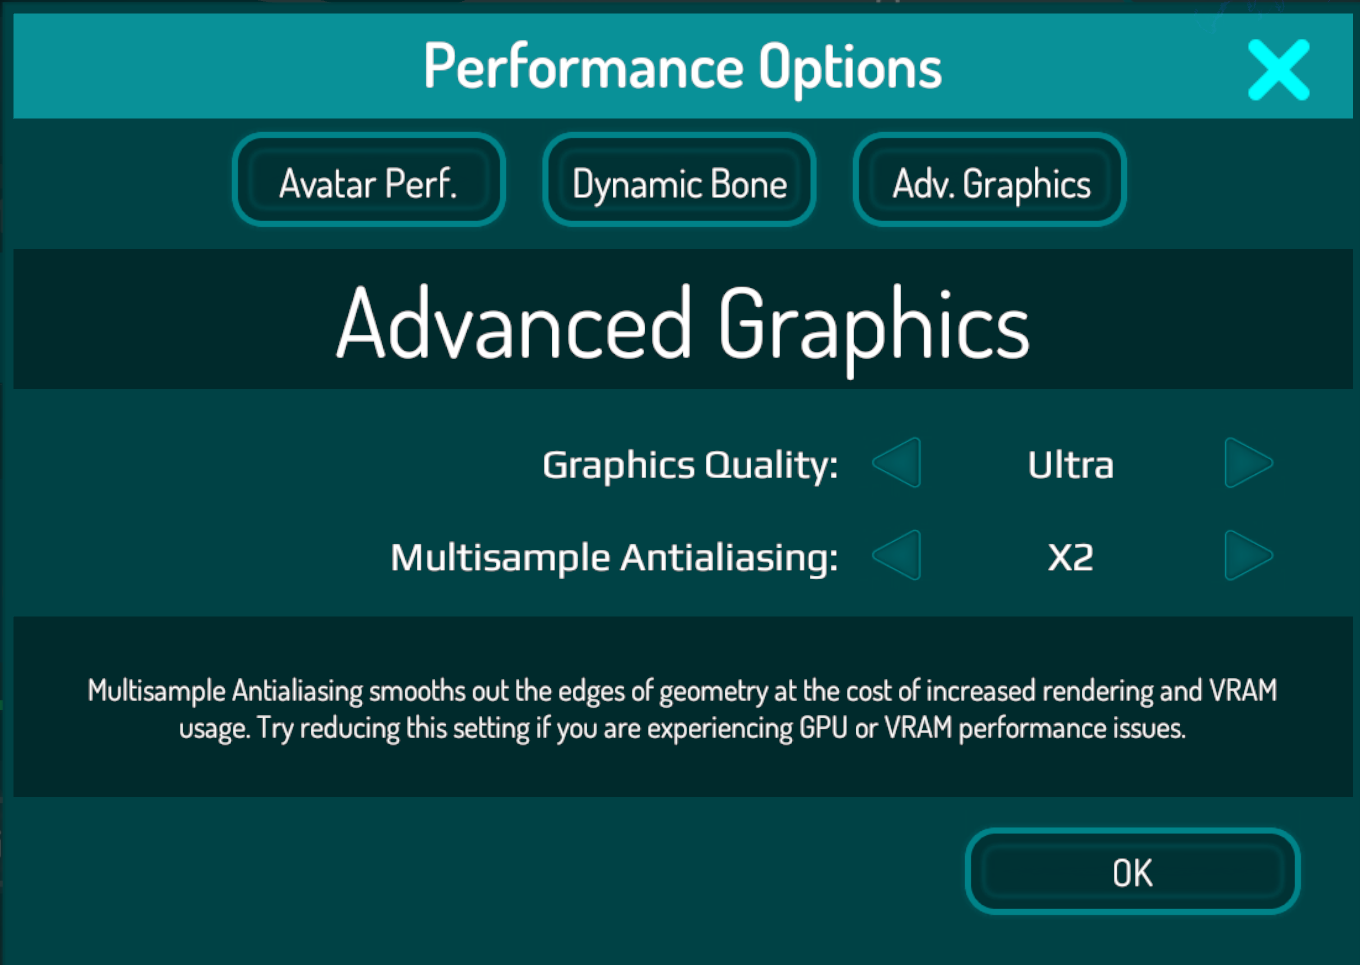 Performance Options
Avatar Perf. Dynamic Bone Adv. Graphics
Advanced Graphics
Graphics Quality: Ultra
Multisample Antialiasing: X2
Multisample Antialiasing smooths out the edges of geometry at the cost of increased rendering and VRAM
usage. Try reducing this setting if you are experiencing GPU or VRAM performance issues.
OK